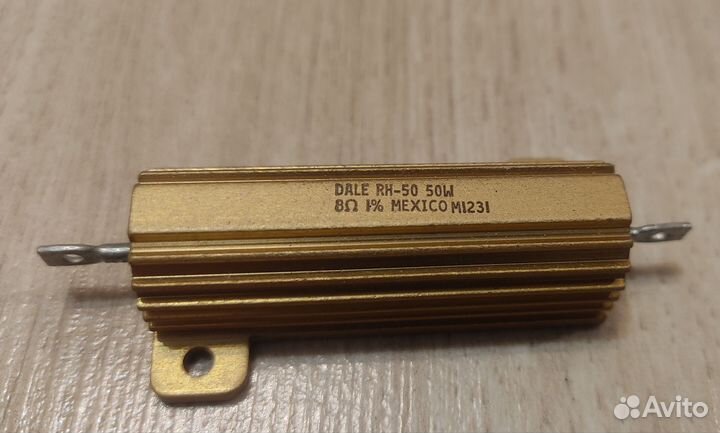 DALE RH-50 50W
8Ω 1% MEXICO M1231
Avito